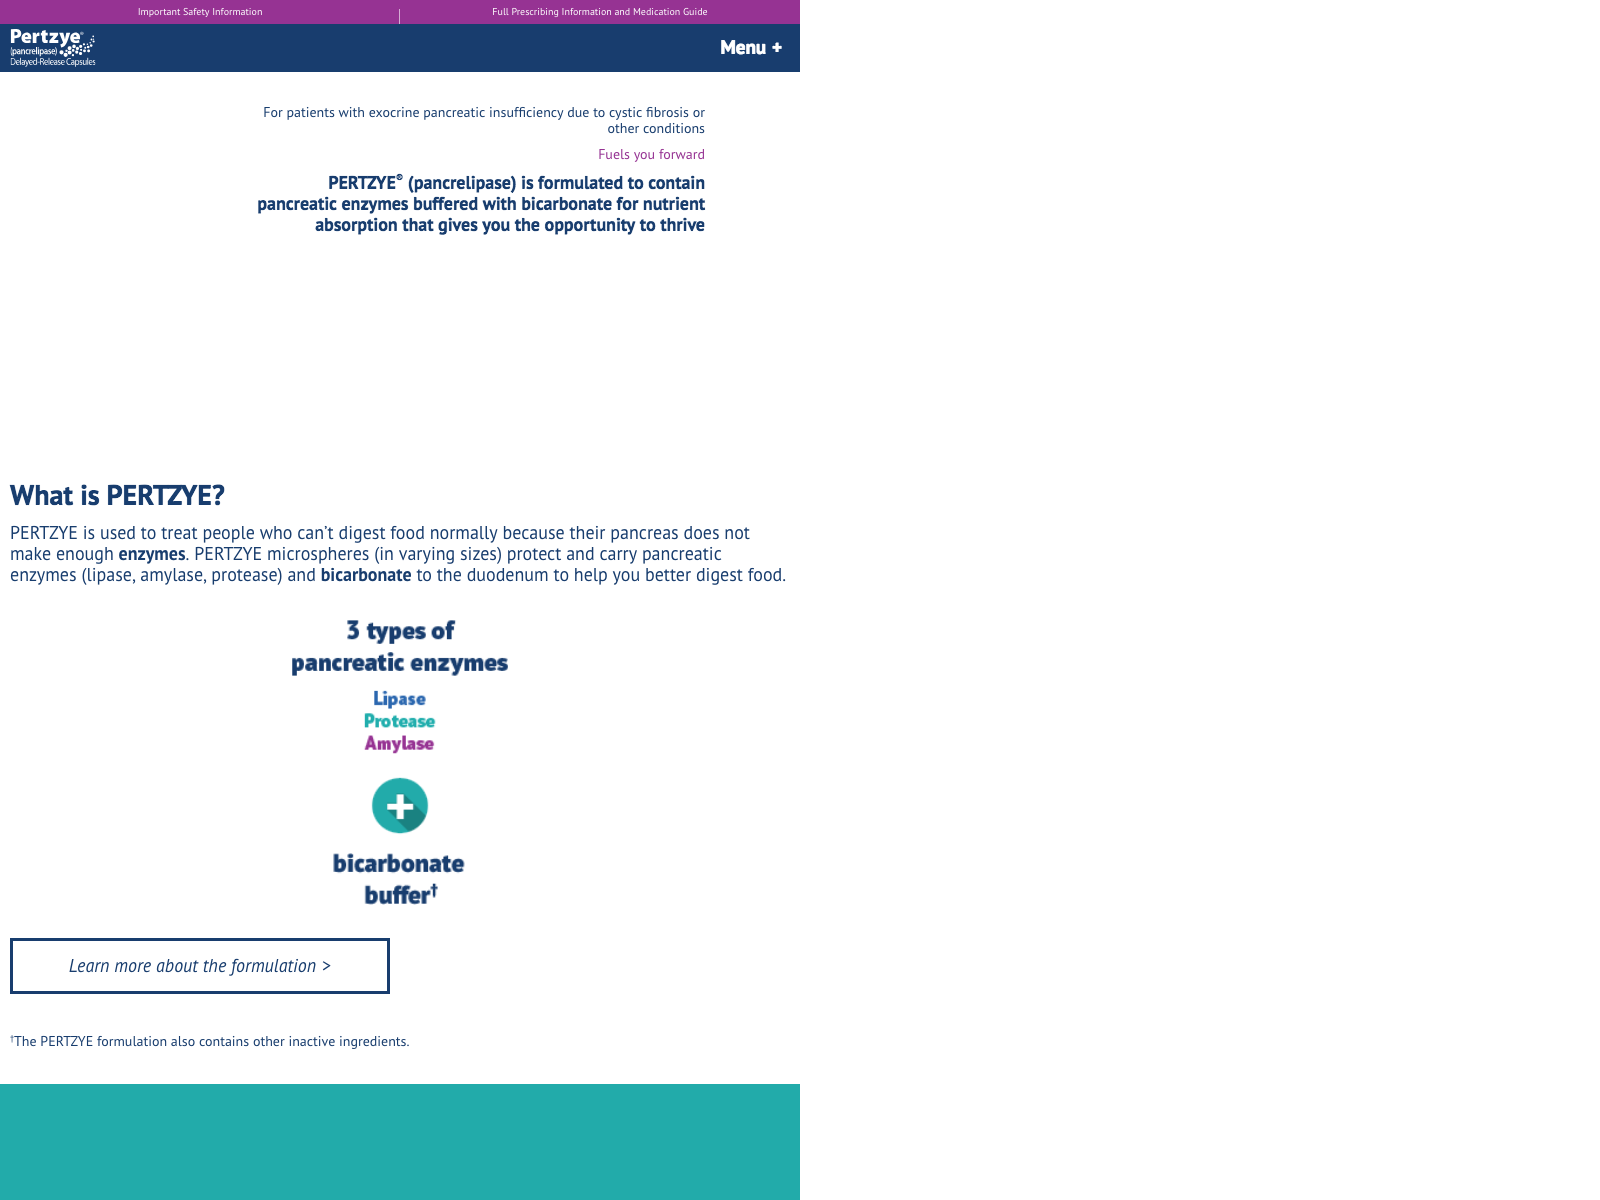 Important Safety Information
Full Prescribing Information and Medication Guide
Pertzye®
(pancrelipase)
Delayed-Release Capsules
Menu +
For patients with exocrine pancreatic insufficiency due to cystic fibrosis or
other conditions
Fuels you forward
PERTZYE® (pancrelipase) is formulated to contain
pancreatic enzymes buffered with bicarbonate for nutrient
absorption that gives you the opportunity to thrive
What is PERTZYE?
PERTZYE is used to treat people who can’t digest food normally because their pancreas does not
make enough enzymes. PERTZYE microspheres (in varying sizes) protect and carry pancreatic
enzymes (lipase, amylase, protease) and bicarbonate to the duodenum to help you better digest food.
3 types of
pancreatic enzymes
Lipase
Protease
Amylase
+
bicarbonate
buffer†
Learn more about the formulation >
†The PERTZYE formulation also contains other inactive ingredients.